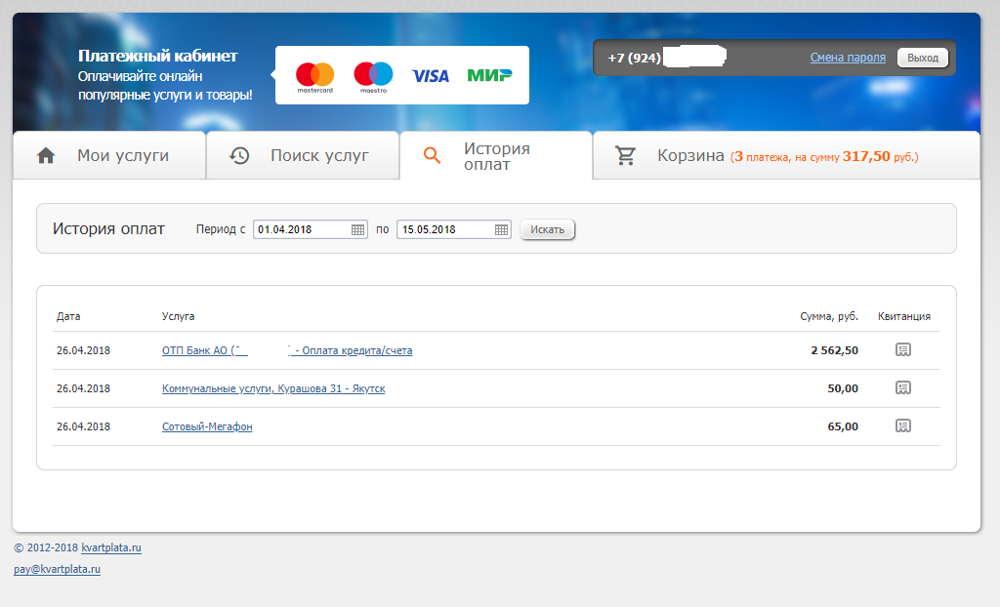 Платежный кабинет
Оплачивайте онлайн
популярные услуги и товары!
mastercard maestro VISA МИР
+7 (924)
Смена пароля Выход
Мои услуги
Поиск услуг
История
оплат
Корзина (3 платежа, на сумму 317,50 руб.)
История оплат Период с 01.04.2018 по 15.05.2018 Искать
Дата Услуга Сумма, руб. Квитанция
26.04.2018 ОТП Банк АО ( - Оплата кредита/счета 2 562,50
26.04.2018 Коммунальные услуги, Курашова 31 - Якутск 50,00
26.04.2018 Сотовый-Мегафон 65,00
© 2012-2018 kvartplata.ru
pay@kvartplata.ru